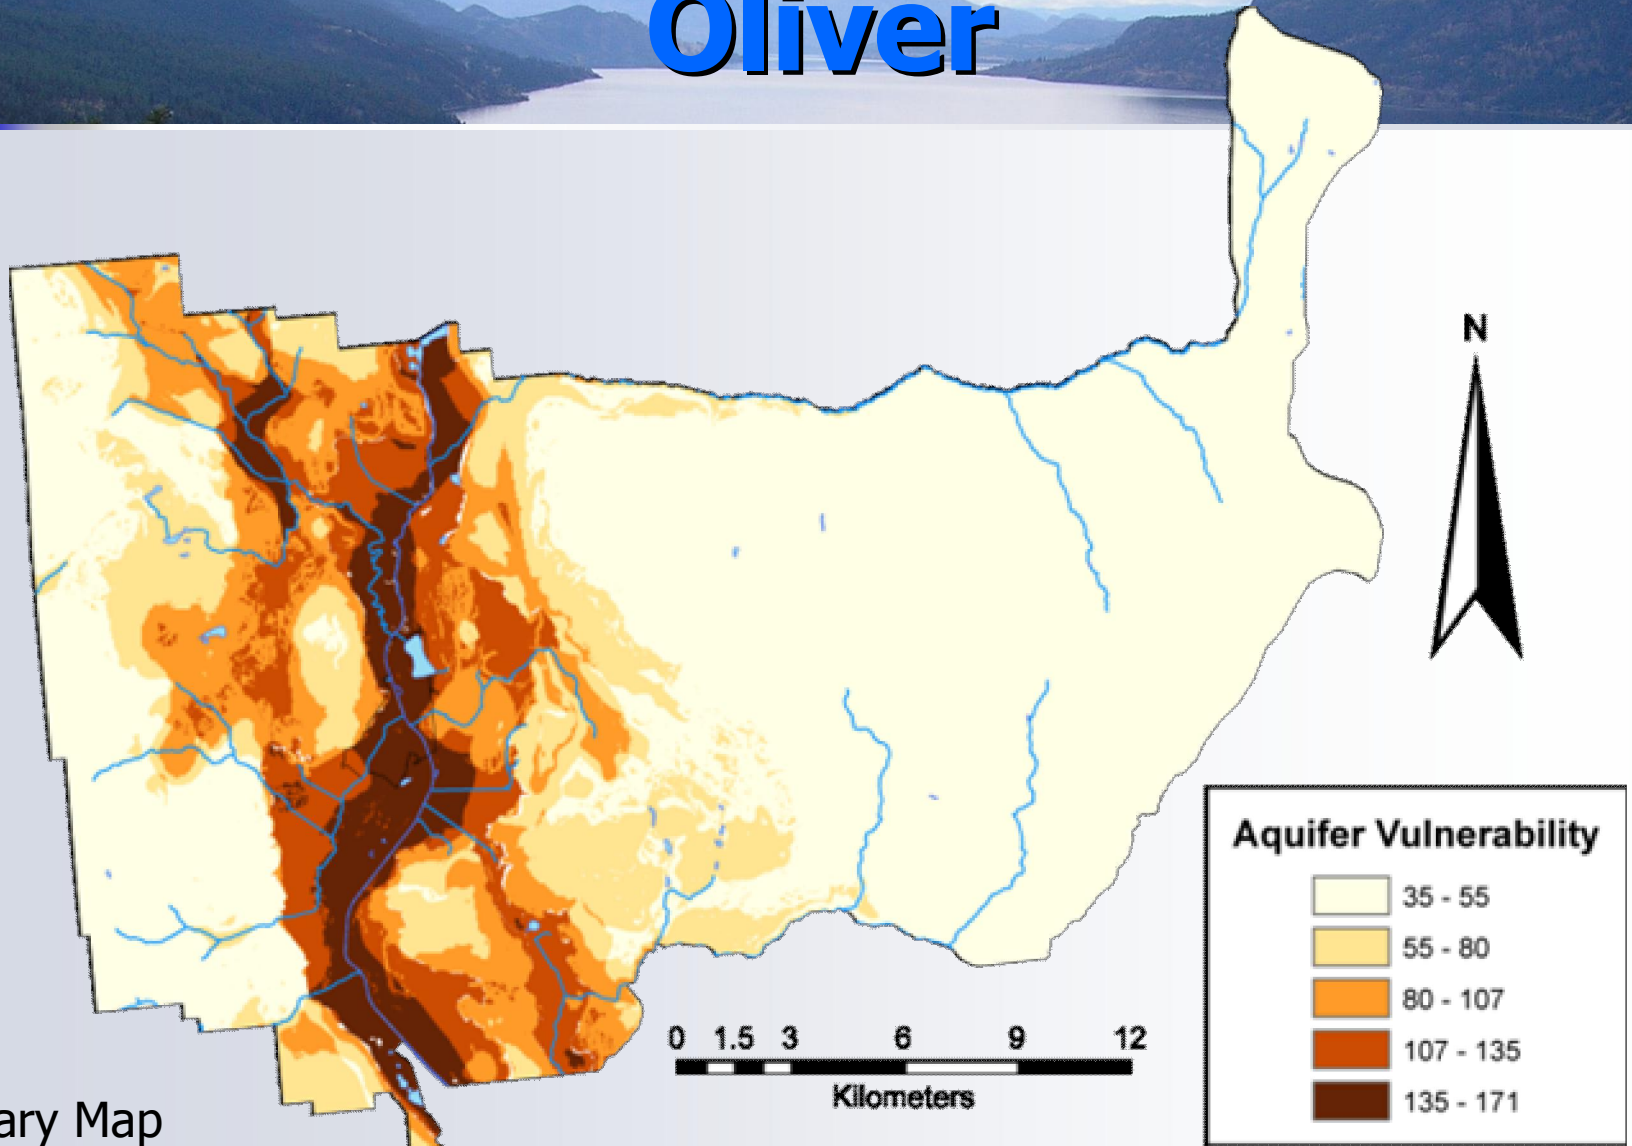 Oliver
N
Aquifer Vulnerability
35 - 55
55 - 80
80 - 107
107 - 135
135 - 171
0 1.5 3 6 9 12
Kilometers
Map